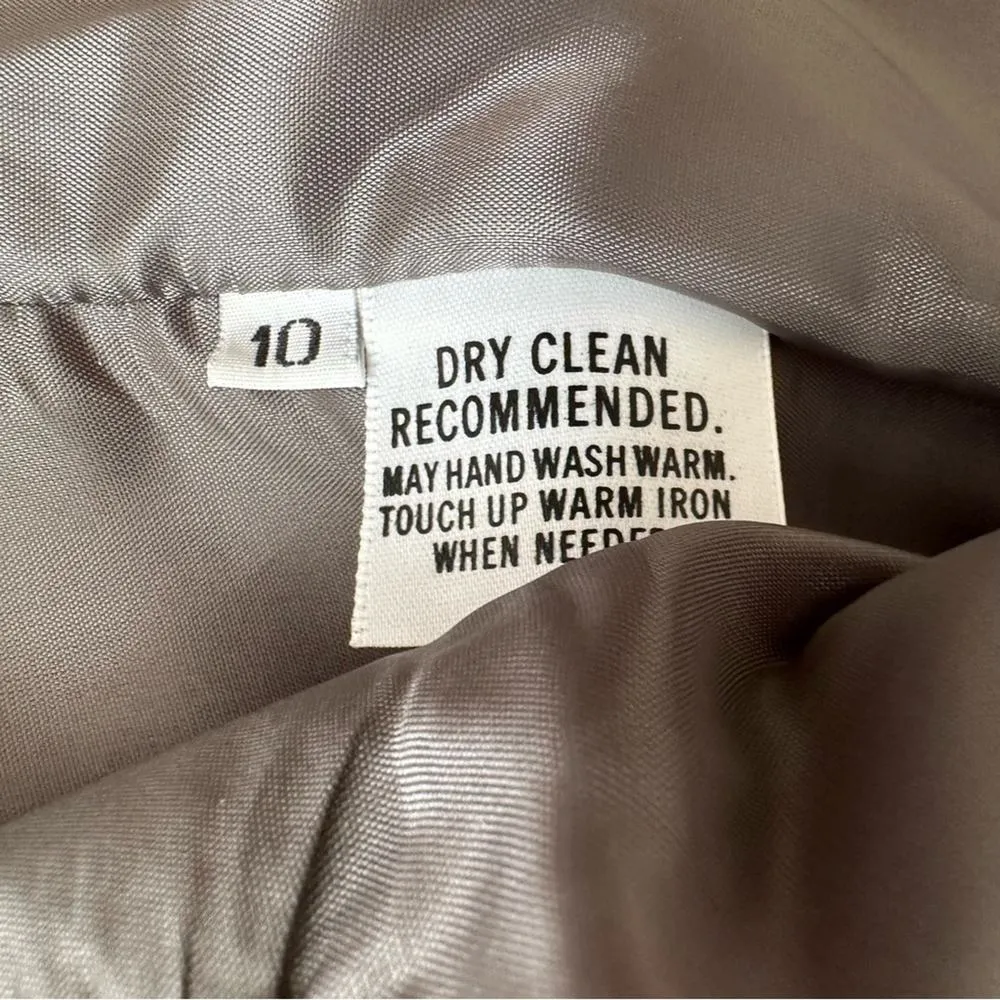 10
DRY CLEAN
RECOMMENDED.
MAY HAND WASH WARM.
TOUCH UP WARM IRON
WHEN